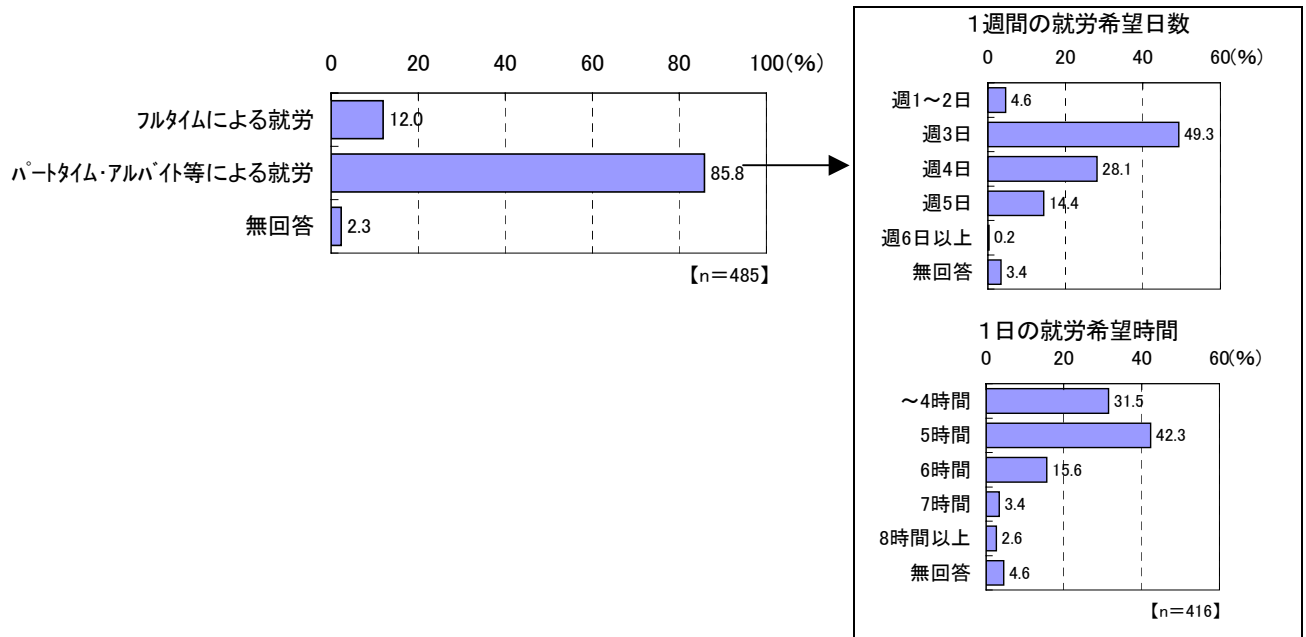 0 20 40 60 80 100(%)
フルタイムによる就労 12.0
パートタイム・アルバイト等による就労 85.8
無回答 2.3
【n=485】
1週間の就労希望日数
0 20 40 60(%)
週1～2日 4.6
週3日 49.3
週4日 28.1
週5日 14.4
週6日以上 0.2
無回答 3.4
1日の就労希望時間
0 20 40 60(%)
～4時間 31.5
5時間 42.3
6時間 15.6
7時間 3.4
8時間以上 2.6
無回答 4.6
【n=416】